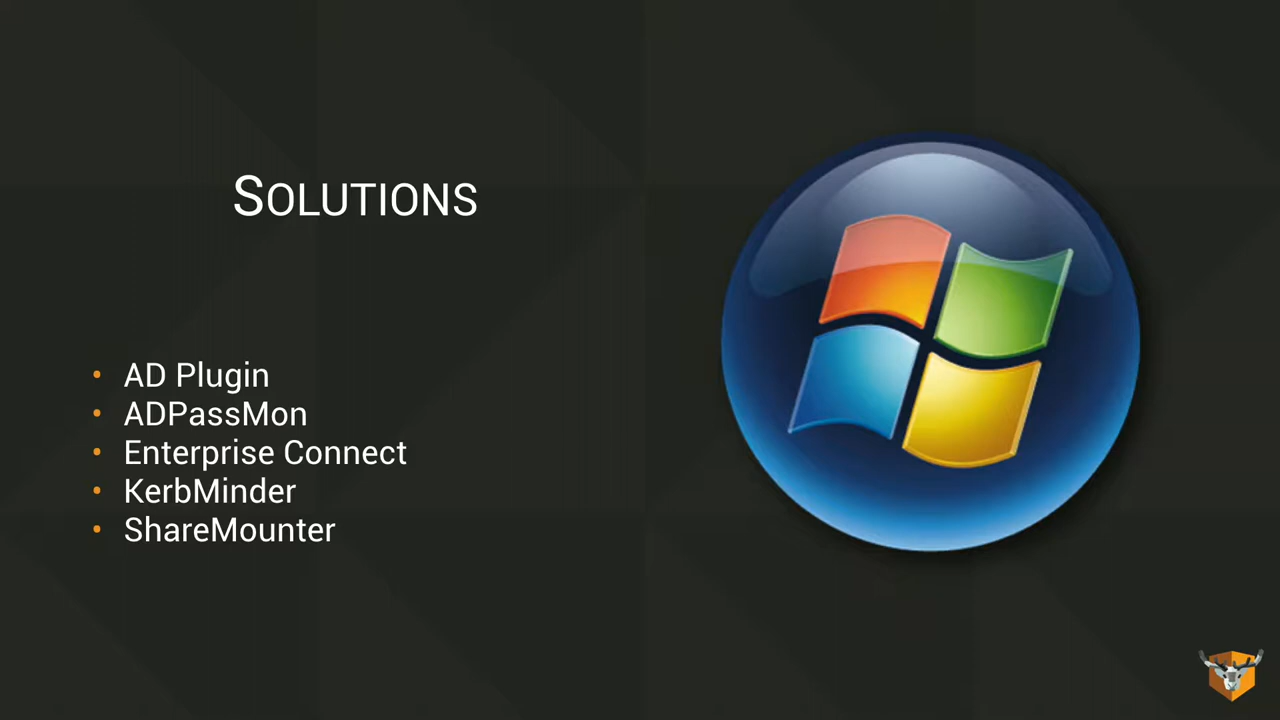 SOLUTIONS
• AD Plugin
• ADPassMon
• Enterprise Connect
• KerbMinder
• ShareMounter